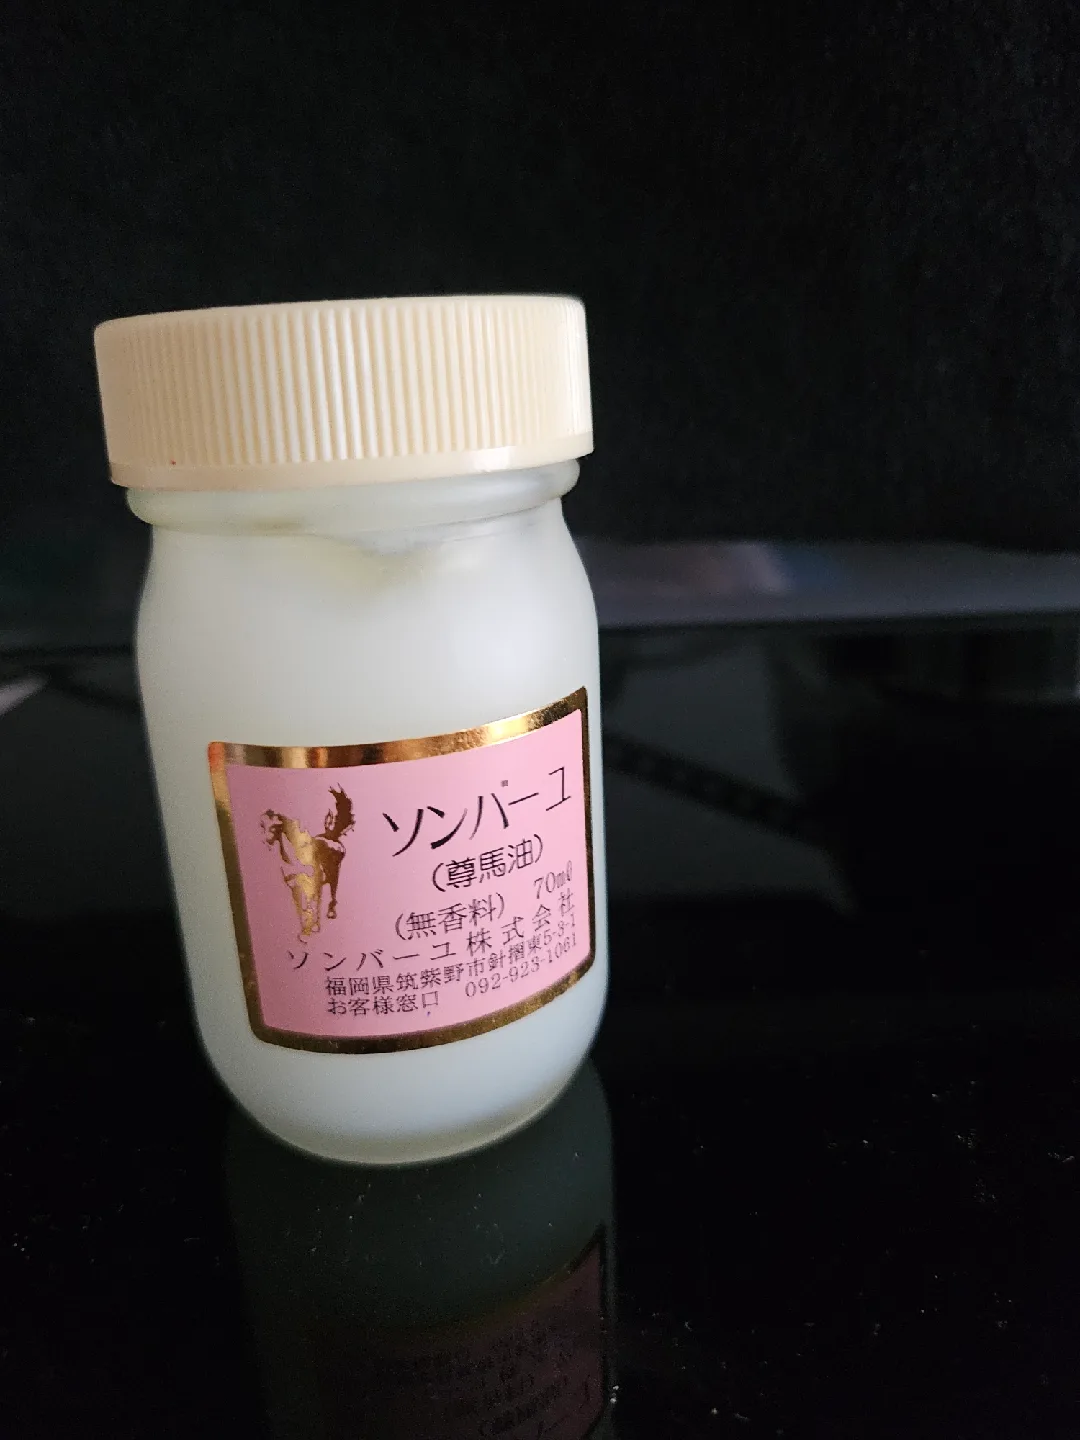 ソンバーユ
(尊馬油)
(無香料) 70ml
ソンバーユ株式会社
福岡県筑紫野市針摺東5-3-1
お客様窓口 092-923-1061